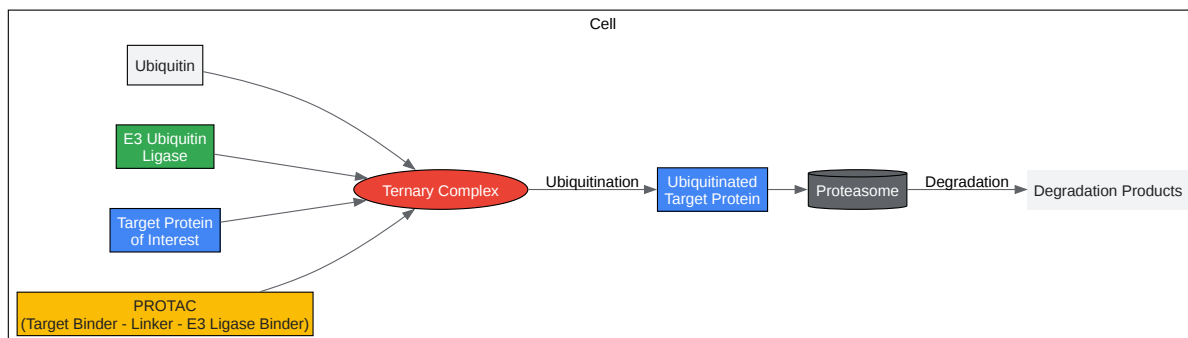 Cell
Ubiquitin
E3 Ubiquitin
Ligase
Target Protein
of Interest
PROTAC
(Target Binder - Linker - E3 Ligase Binder)
Ternary Complex
Ubiquitination
Ubiquitinated
Target Protein
Proteasome
Degradation
Degradation Products